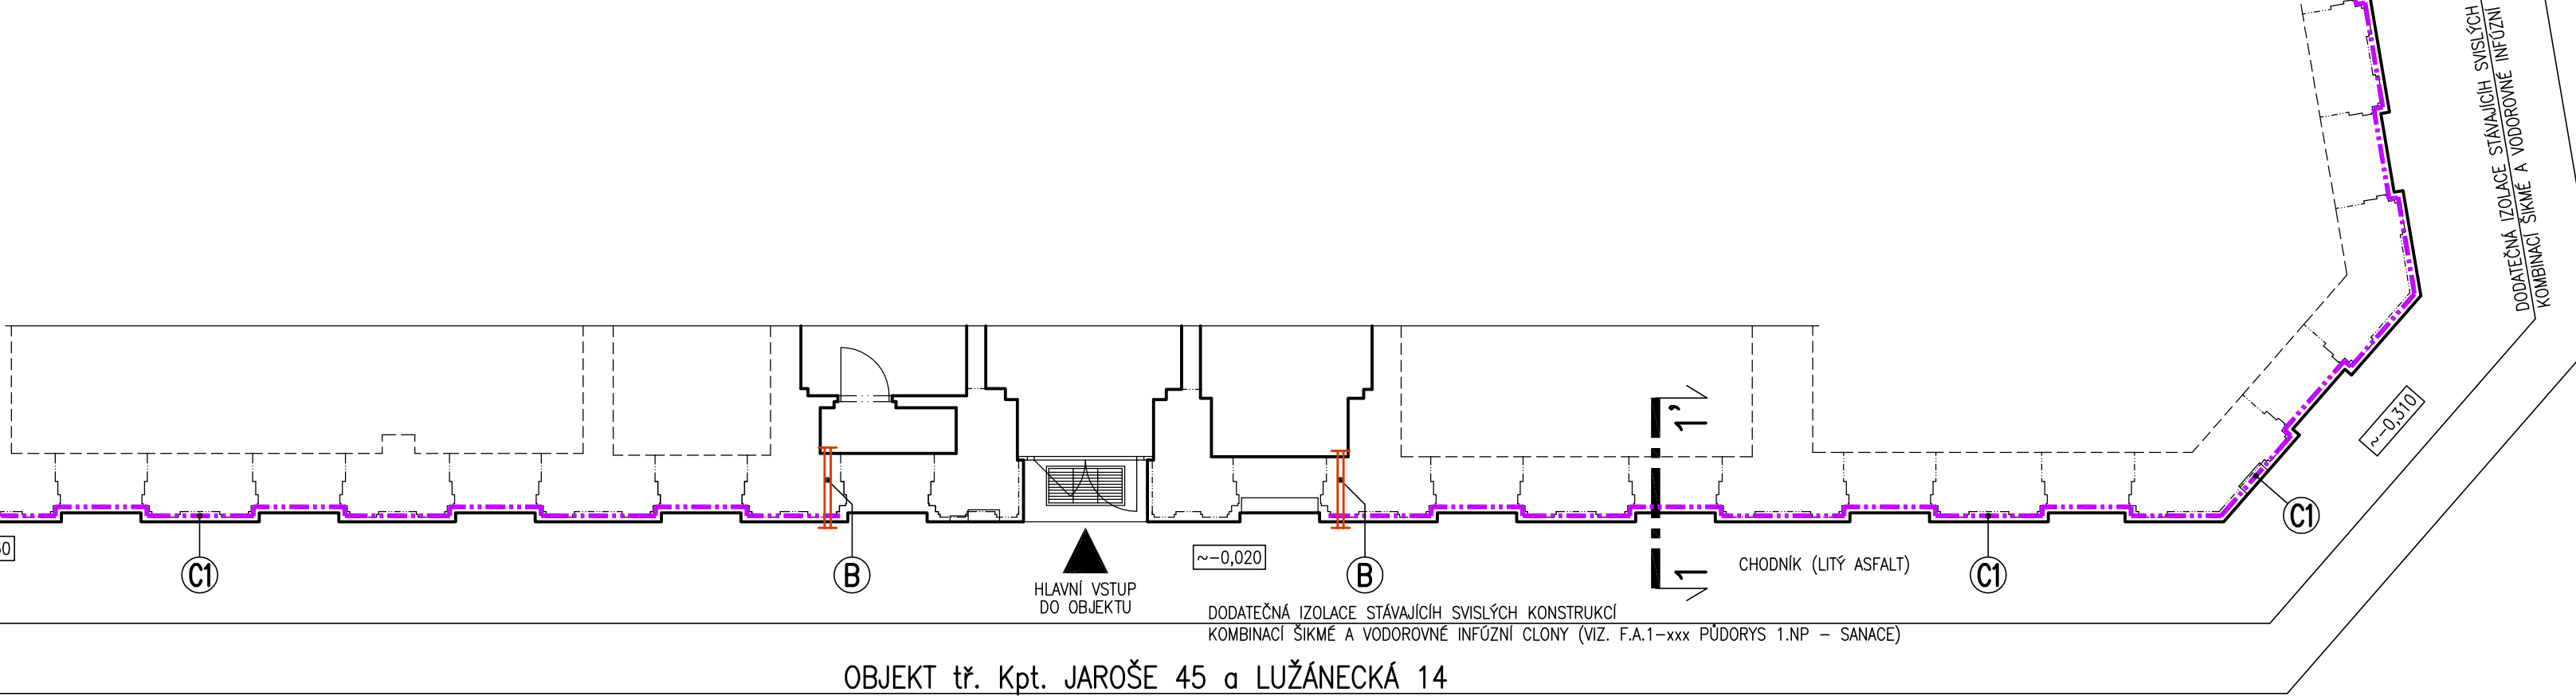 DODATEČNÁ IZOLACE STÁVAJÍCÍH SVISLÝCH
KOMBINACÍ ŠIKMÉ A VODOROVNÉ INFÚZNÍ
~-0,310
1'
C1
C1
B
~-0,020
B
1
CHODNÍK (LITÝ ASFALT)
C1
HLAVNÍ VSTUP
DO OBJEKTU
DODATEČNÁ IZOLACE STÁVAJÍCÍH SVISLÝCH KONSTRUKCÍ
KOMBINACÍ ŠIKMÉ A VODOROVNÉ INFÚZNÍ CLONY (VIZ. F.A.1-xxx PŮDORYS 1.NP - SANACE)
OBJEKT tř. Kpt. JAROŠE 45 a LUŽÁNECKÁ 14